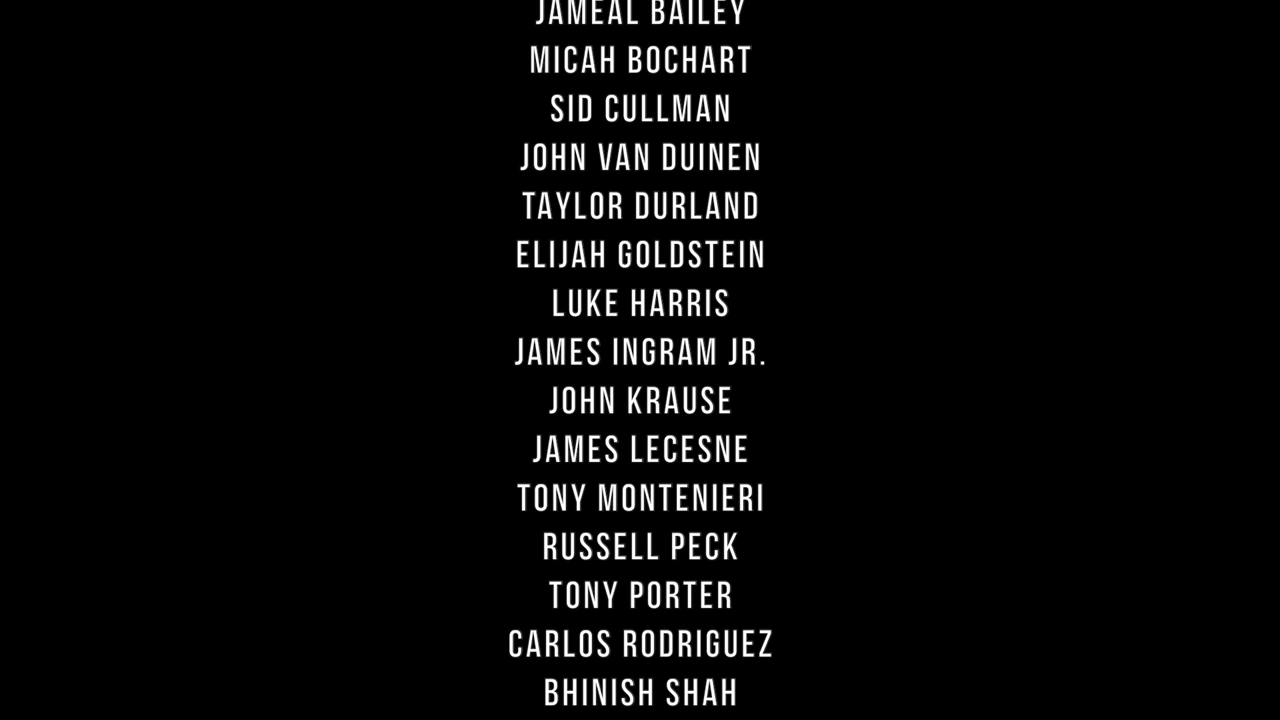 JAMEAL BAILEY
MICAH BOCHART
SID CULLMAN
JOHN VAN DUINEN
TAYLOR DURLAND
ELIJAH GOLDSTEIN
LUKE HARRIS
JAMES INGRAM JR.
JOHN KRAUSE
JAMES LECESNE
TONY MONTENIERI
RUSSELL PECK
TONY PORTER
CARLOS RODRIGUEZ
BHINISH SHAH